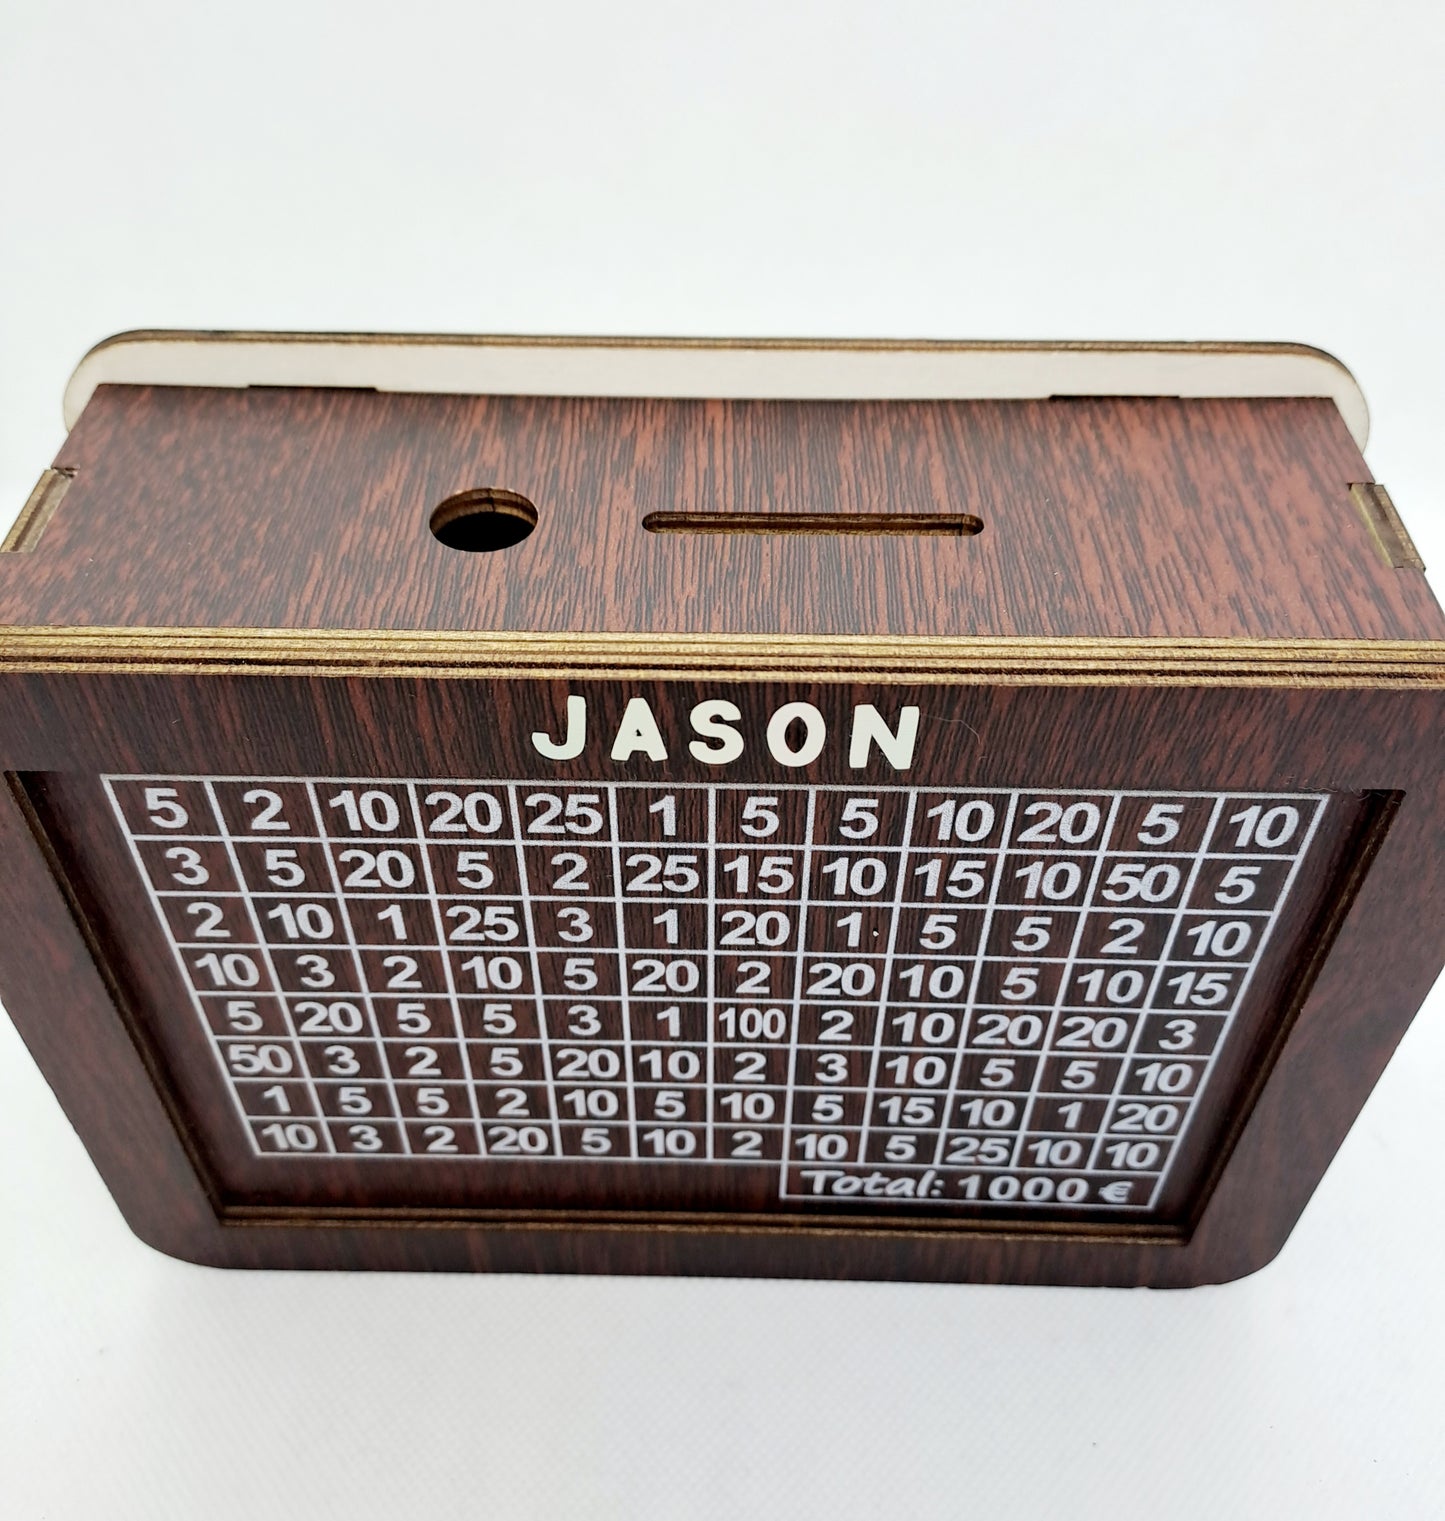 JASON
5 2 10 20 25 1 5 5 10 20 5 10
3 5 20 5 2 25 15 10 15 10 50 5
2 10 1 25 3 1 20 1 5 5 2 10
10 3 2 10 5 20 2 20 10 5 10 15
5 20 5 5 3 1 100 2 10 20 20 3
50 3 2 5 20 10 2 3 10 5 5 10
1 5 5 2 10 5 10 5 15 10 1 20
10 3 2 20 5 10 2 10 5 25 10 10
Total: 1000 €